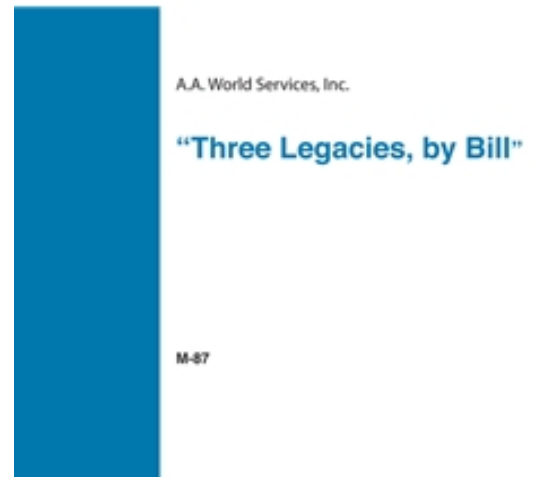 A.A. World Services, Inc.
“Three Legacies, by Bill”
M-87